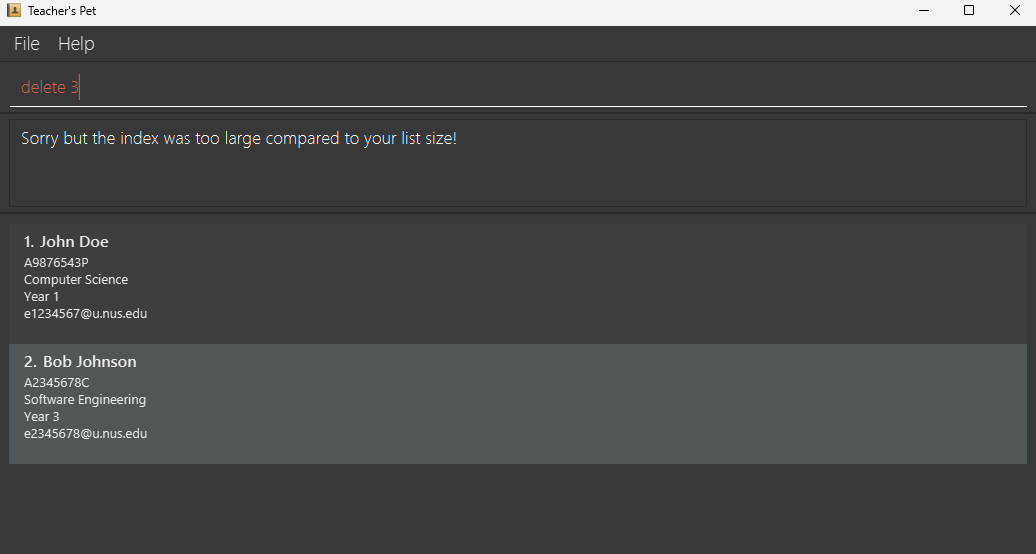 Teacher's Pet
File Help
delete 3
Sorry but the index was too large compared to your list size!
1. John Doe
A9876543P
Computer Science
Year 1
e1234567@u.nus.edu
2. Bob Johnson
A2345678C
Software Engineering
Year 3
e2345678@u.nus.edu